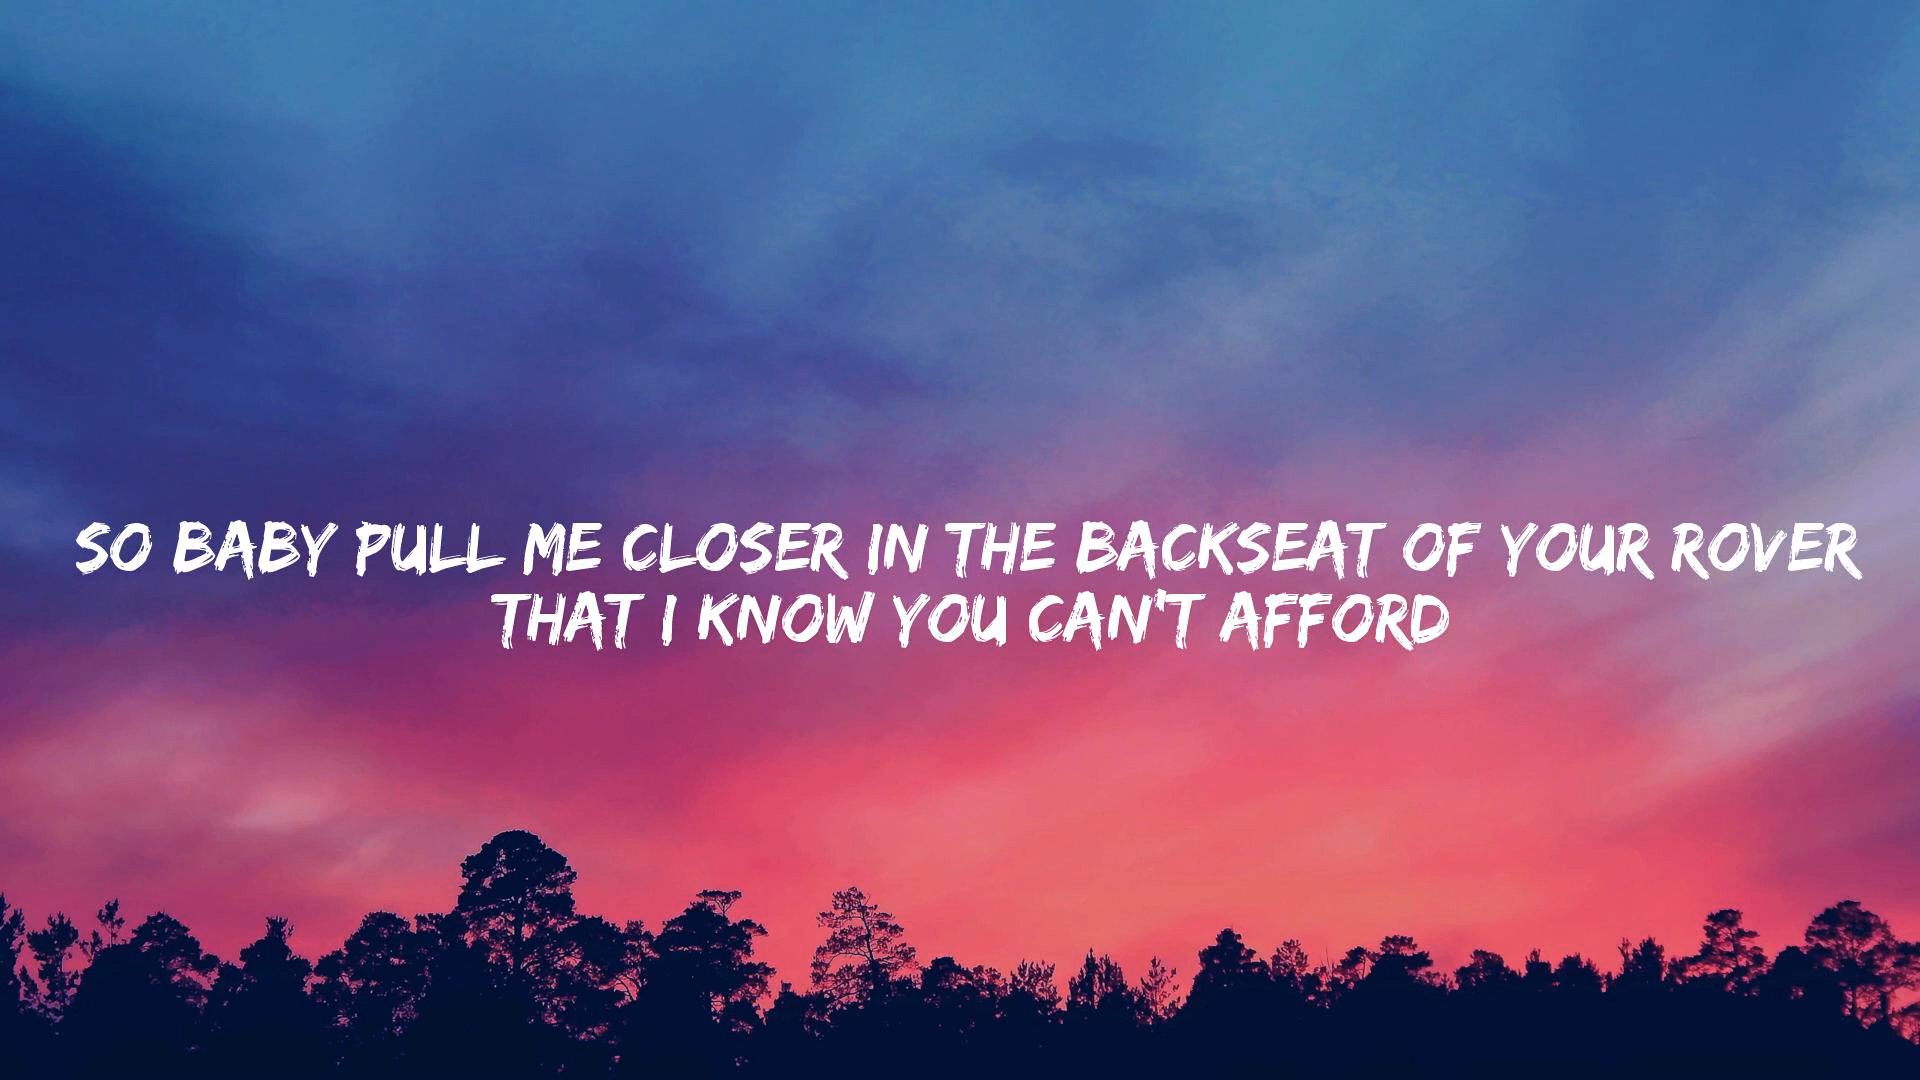 SO BABY PULL ME CLOSER IN THE BACKSEAT OF YOUR ROVER
THAT I KNOW YOU CAN'T AFFORD